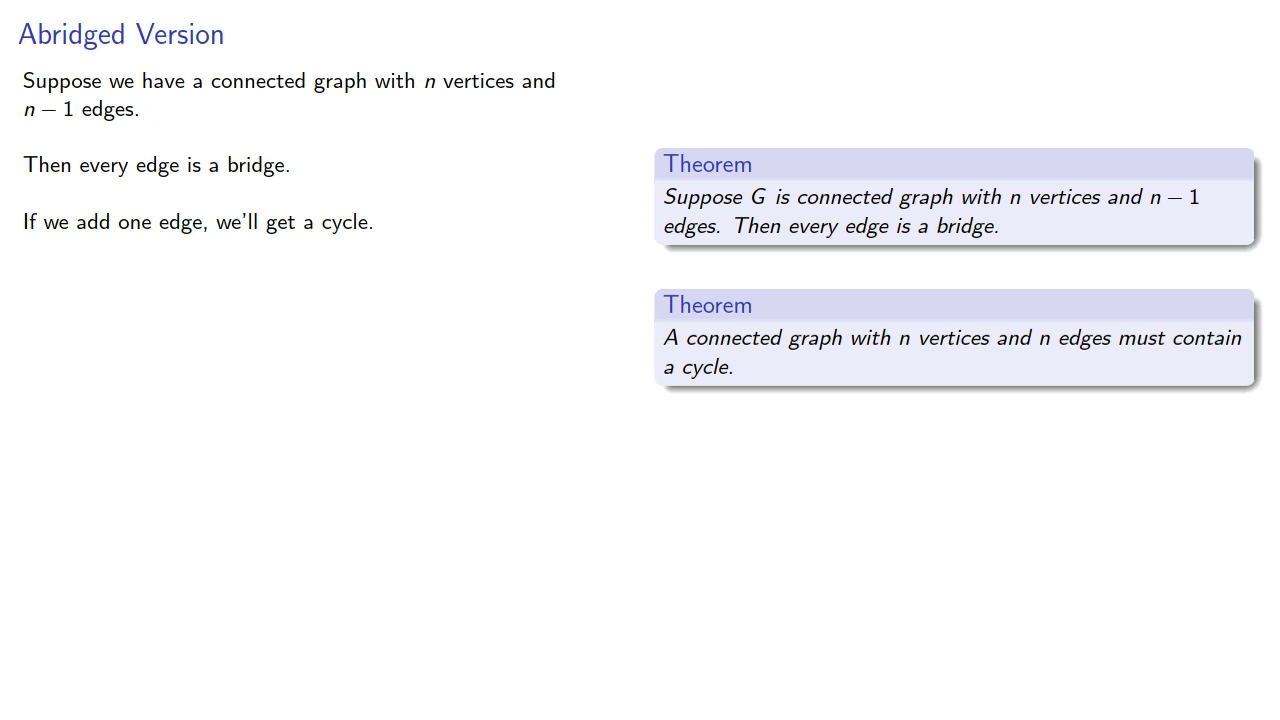 Abridged Version
Suppose we have a connected graph with n vertices and
n − 1 edges.
Then every edge is a bridge.
If we add one edge, we'll get a cycle.
Theorem
Suppose G is connected graph with n vertices and n − 1
edges. Then every edge is a bridge.
Theorem
A connected graph with n vertices and n edges must contain
a cycle.